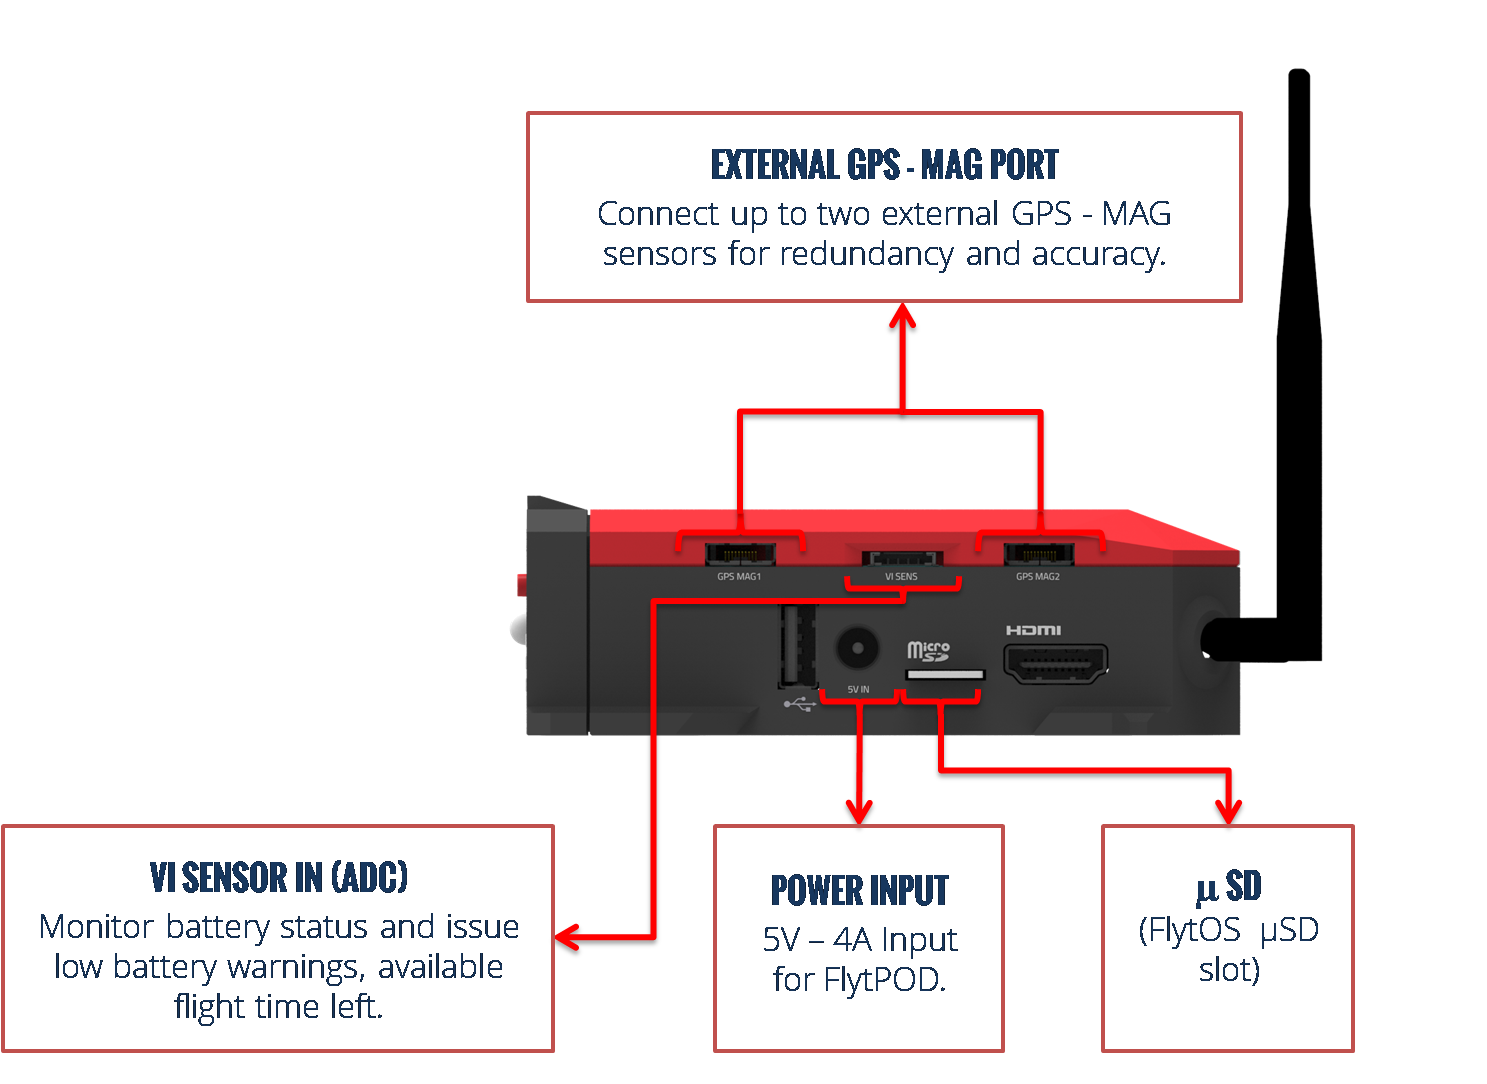 EXTERNAL GPS - MAG PORT
Connect up to two external GPS - MAG
sensors for redundancy and accuracy.
GPS MAG1
VI SENS
GPS MAG2
HDMI
micro
SD
5V IN
VI SENSOR IN (ADC)
Monitor battery status and issue
low battery warnings, available
flight time left.
POWER INPUT
5V – 4A Input
for FlytPOD.
μ SD
(FlytOS μSD
slot)